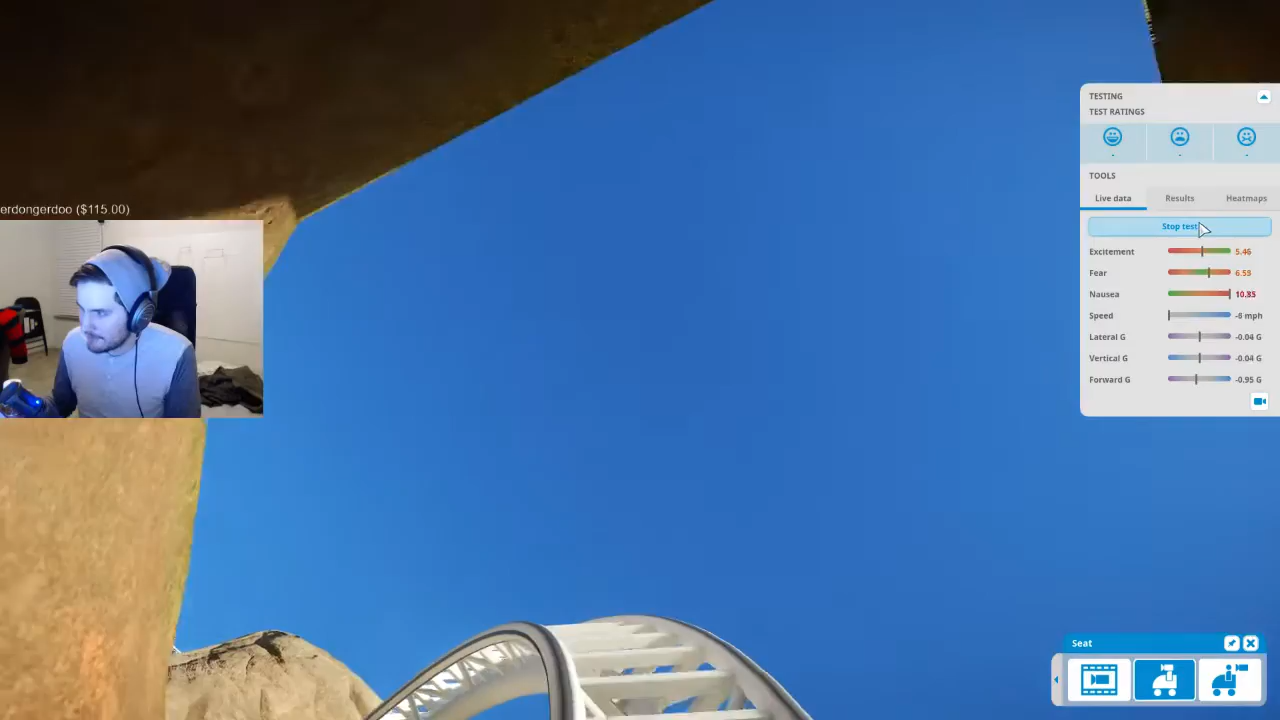 TESTING
TEST RATINGS
- - -
erdongerdoo ($115.00)
TOOLS
Live data Results Heatmaps
Stop test
Excitement 5.46
Fear 6.53
Nausea 10.83
Speed -6 mph
Lateral G -0.04 G
Vertical G -0.04 G
Forward G -0.95 G
Seat